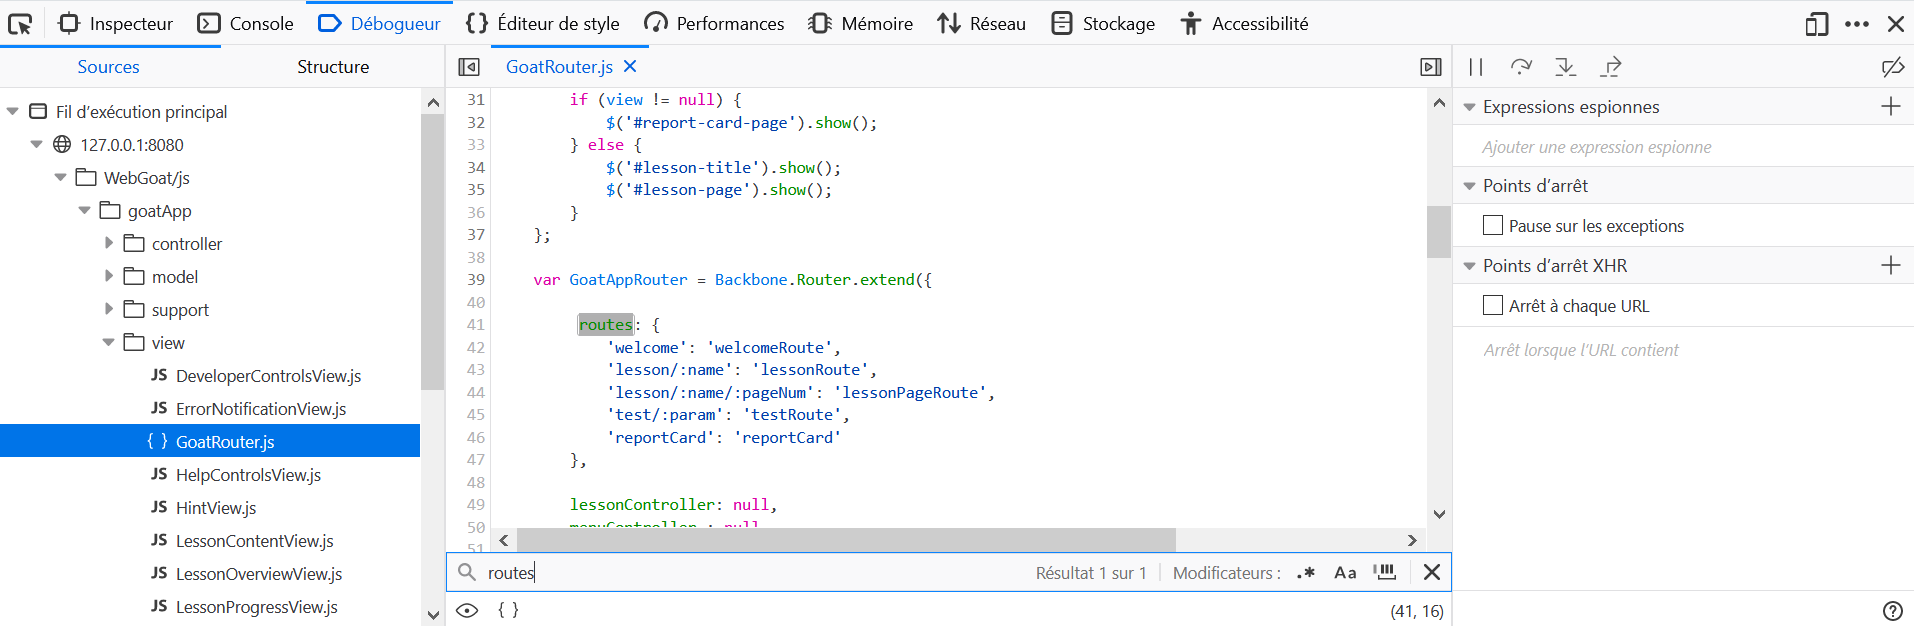 Inspecteur Console Débogueur Éditeur de style Performances Mémoire Réseau Stockage Accessibilité
Sources Structure
Fil d’exécution principal
127.0.0.1:8080
WebGoat/js
goatApp
controller
model
support
view
JS DeveloperControlsView.js
JS ErrorNotificationView.js
{ } GoatRouter.js
JS HelpControlsView.js
JS HintView.js
JS LessonContentView.js
JS LessonOverviewView.js
JS LessonProgressView.js
GoatRouter.js
31 if (view != null) {
32 $('#report-card-page').show();
33 } else {
34 $('#lesson-title').show();
35 $('#lesson-page').show();
36 }
37 };
38
39 var GoatAppRouter = Backbone.Router.extend({
40
41 routes: {
42 'welcome': 'welcomeRoute',
43 'lesson/:name': 'lessonRoute',
44 'lesson/:name/:pageNum': 'lessonPageRoute',
45 'test/:param': 'testRoute',
46 'reportCard': 'reportCard'
47 },
48
49 lessonController: null,
50 menuController : null,
51
routes Résultat 1 sur 1 Modificateurs : .* Aa
{ } (41, 16)
Expressions espionnes
Ajouter une expression espionne
Points d’arrêt
Pause sur les exceptions
Points d’arrêt XHR
Arrêt à chaque URL
Arrêt lorsque l’URL contient